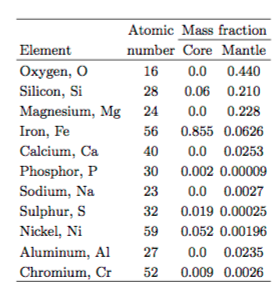 Atomic Mass fraction
Element number Core Mantle
Oxygen, O 16 0.0 0.440
Silicon, Si 28 0.06 0.210
Magnesium, Mg 24 0.0 0.228
Iron, Fe 56 0.855 0.0626
Calcium, Ca 40 0.0 0.0253
Phosphor, P 30 0.002 0.00009
Sodium, Na 23 0.0 0.0027
Sulphur, S 32 0.019 0.00025
Nickel, Ni 59 0.052 0.00196
Aluminum, Al 27 0.0 0.0235
Chromium, Cr 52 0.009 0.0026